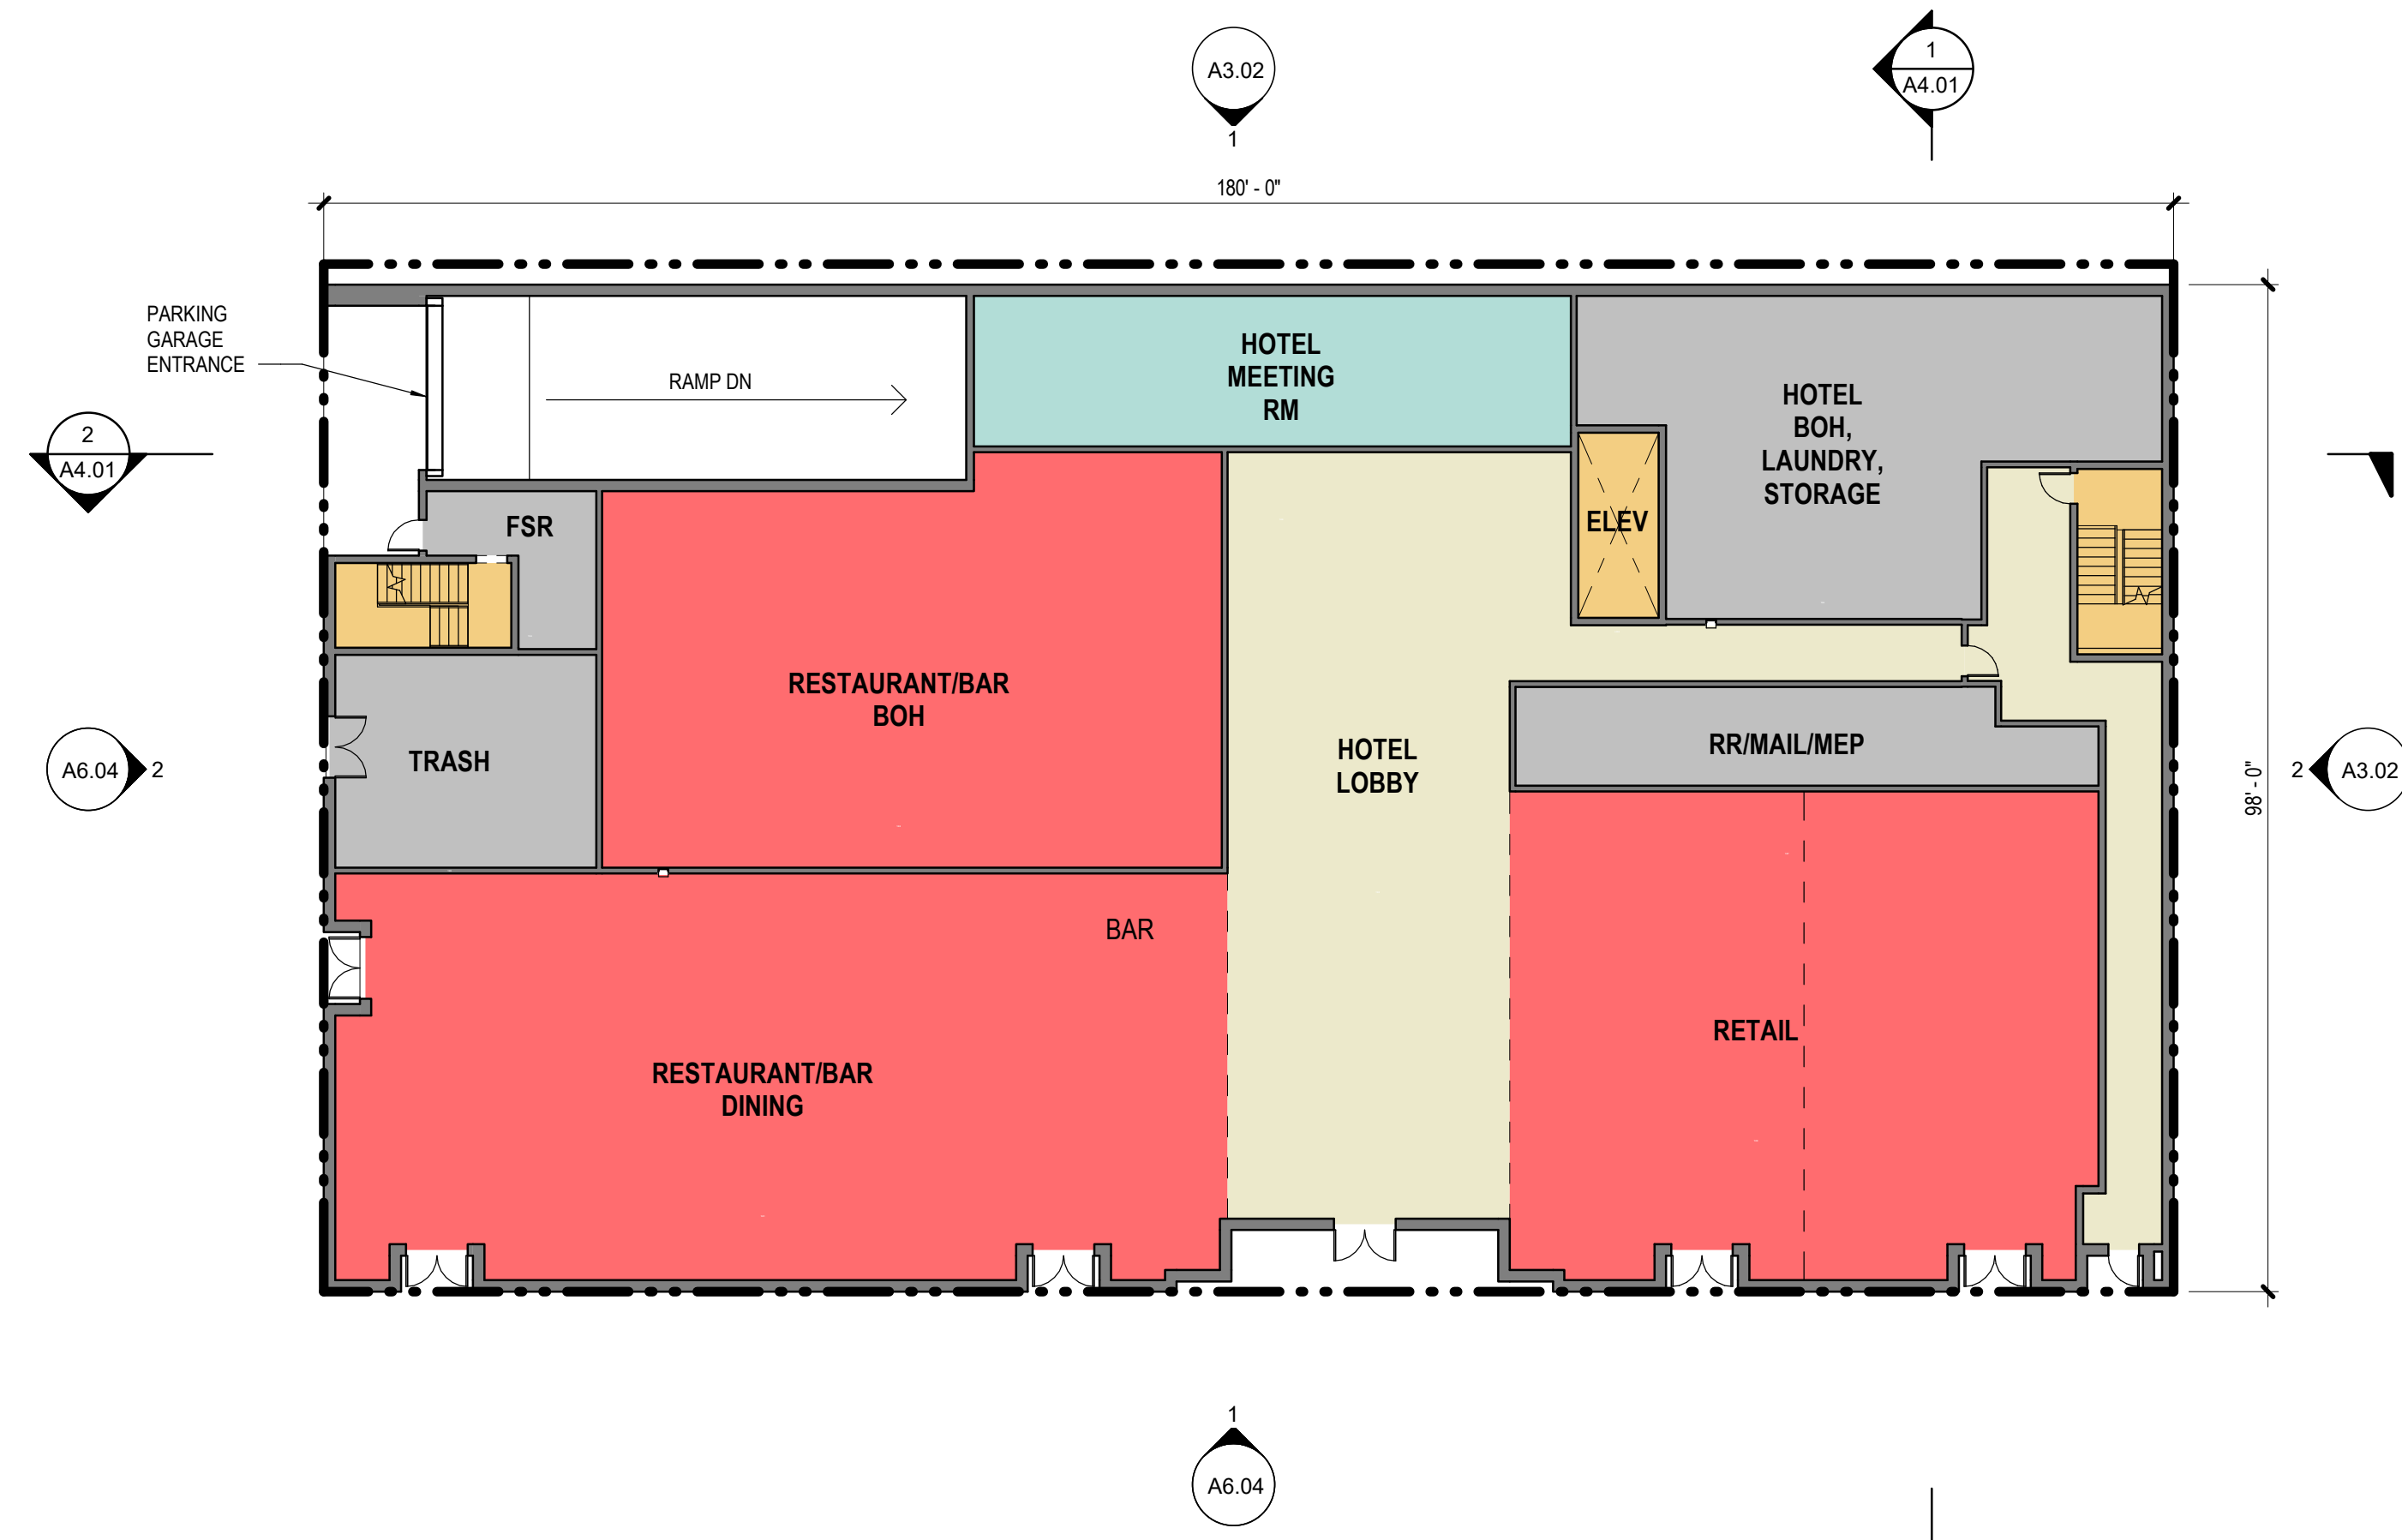 A3.02
1
1
A4.01
180' - 0"
PARKING
GARAGE
ENTRANCE
RAMP DN
HOTEL
MEETING
RM
HOTEL
BOH,
LAUNDRY,
STORAGE
2
A4.01
FSR
ELEV
RESTAURANT/BAR
BOH
TRASH
HOTEL
LOBBY
RR/MAIL/MEP
A6.04
2
98' - 0"
2
A3.02
BAR
RETAIL
RESTAURANT/BAR
DINING
1
A6.04